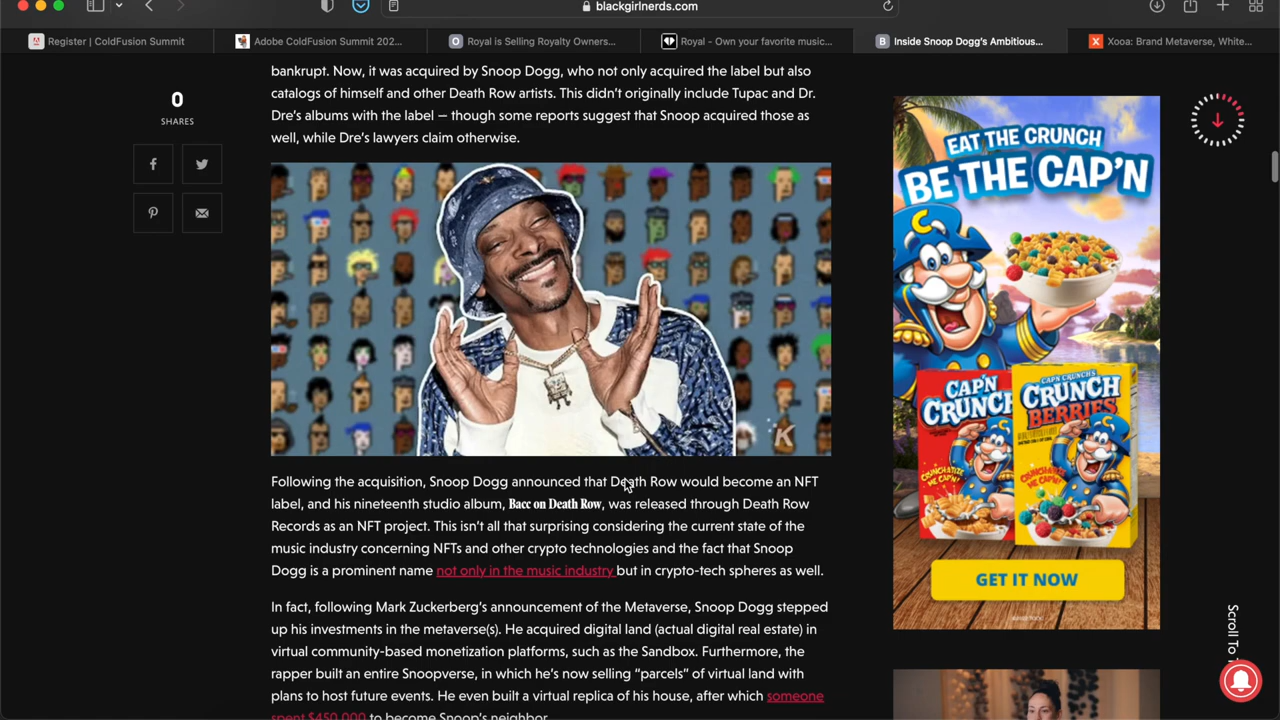 blackgirlnerds.com
Register | ColdFusion Summit
Adobe ColdFusion Summit 202...
Royal is Selling Royalty Owners...
Royal - Own your favorite music...
Inside Snoop Dogg's Ambitious...
Xooa: Brand Metaverse, White...
0
SHARES
bankrupt. Now, it was acquired by Snoop Dogg, who not only acquired the label but also
catalogs of himself and other Death Row artists. This didn't originally include Tupac and Dr.
Dre's albums with the label — though some reports suggest that Snoop acquired those as
well, while Dre's lawyers claim otherwise.
K
Following the acquisition, Snoop Dogg announced that Death Row would become an NFT
label, and his nineteenth studio album, Bacc on Death Row, was released through Death Row
Records as an NFT project. This isn't all that surprising considering the current state of the
music industry concerning NFTs and other crypto technologies and the fact that Snoop
Dogg is a prominent name not only in the music industry but in crypto-tech spheres as well.
In fact, following Mark Zuckerberg's announcement of the Metaverse, Snoop Dogg stepped
up his investments in the metaverse(s). He acquired digital land (actual digital real estate) in
virtual community-based monetization platforms, such as the Sandbox. Furthermore, the
rapper built an entire Snoopverse, in which he's now selling “parcels” of virtual land with
plans to host future events. He even built a virtual replica of his house, after which someone
spent $450,000 to become Snoop's neighbor.
EAT THE CRUNCH
BE THE CAP'N
CAP'N
CRUNCH
CAP'N CRUNCH'S
CRUNCH
BERRIES
CRUNCH-A-TIZE
ME CAP'N!
CRUNCH-A-TIZE
ME CAP'N!
GET IT NOW
Scroll To